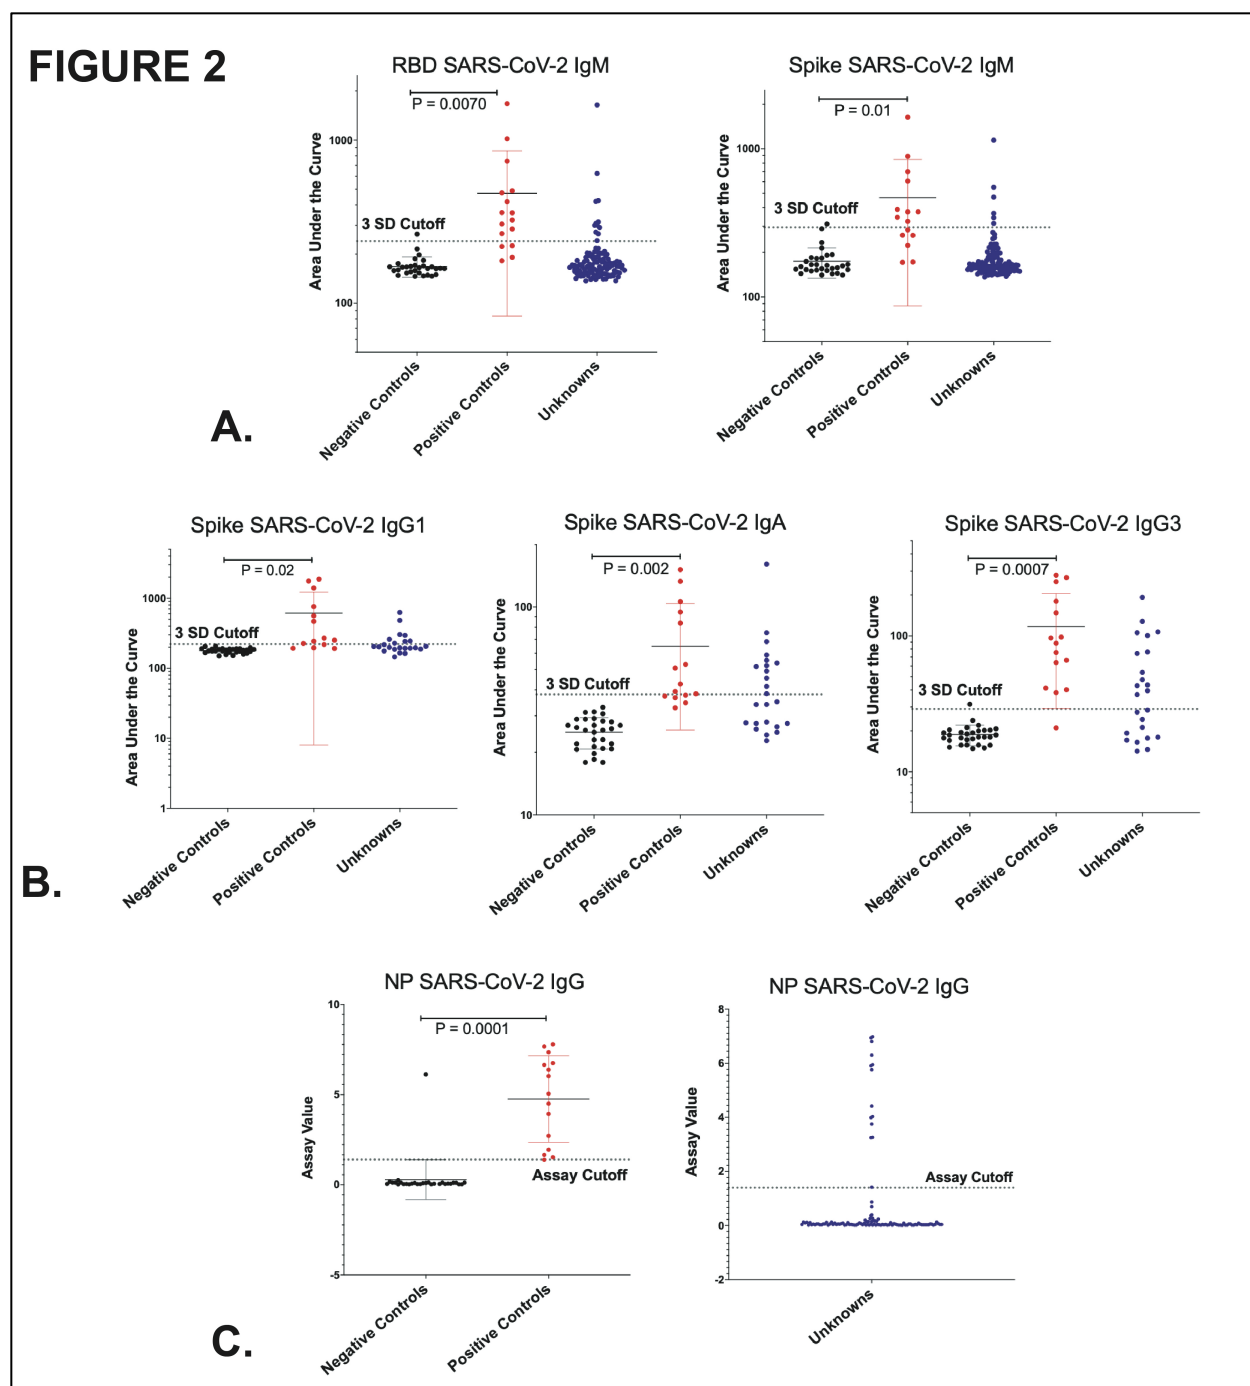 FIGURE 2
RBD SARS-CoV-2 IgM
P = 0.0070
3 SD Cutoff
Area Under the Curve
1000
100
Negative Controls
Positive Controls
Unknowns
Spike SARS-CoV-2 IgM
P = 0.01
3 SD Cutoff
Area Under the Curve
1000
100
Negative Controls
Positive Controls
Unknowns
A.
Spike SARS-CoV-2 IgG1
P = 0.02
3 SD Cutoff
Area Under the Curve
1000
100
10
1
Negative Controls
Positive Controls
Unknowns
Spike SARS-CoV-2 IgA
P = 0.002
3 SD Cutoff
Area Under the Curve
100
10
Negative Controls
Positive Controls
Unknowns
Spike SARS-CoV-2 IgG3
P = 0.0007
3 SD Cutoff
Area Under the Curve
100
10
Negative Controls
Positive Controls
Unknowns
B.
NP SARS-CoV-2 IgG
P = 0.0001
Assay Cutoff
Assay Value
10
5
0
-5
Negative Controls
Positive Controls
NP SARS-CoV-2 IgG
Assay Cutoff
Assay Value
8
6
4
2
0
-2
Unknowns
C.